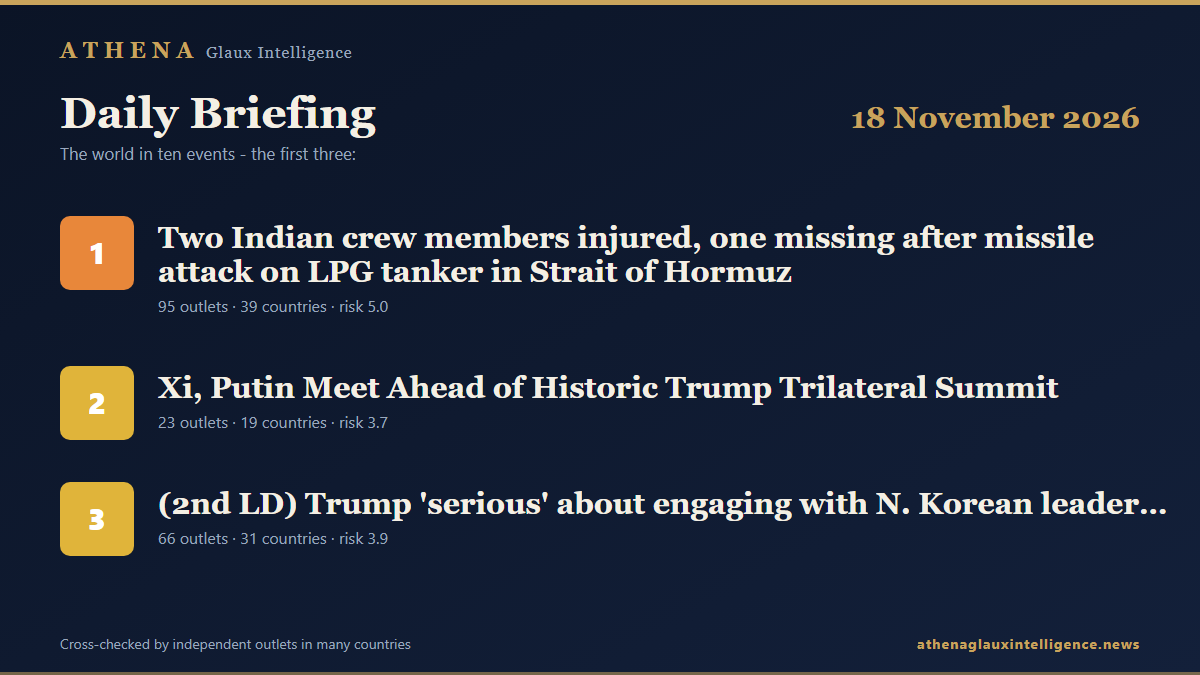 ATHENA Glaux Intelligence
Daily Briefing
18 November 2026
The world in ten events - the first three:
1
Two Indian crew members injured, one missing after missile
attack on LPG tanker in Strait of Hormuz
95 outlets · 39 countries · risk 5.0
2
Xi, Putin Meet Ahead of Historic Trump Trilateral Summit
23 outlets · 19 countries · risk 3.7
3
(2nd LD) Trump 'serious' about engaging with N. Korean leader...
66 outlets · 31 countries · risk 3.9
Cross-checked by independent outlets in many countries
athenaglauxintelligence.news